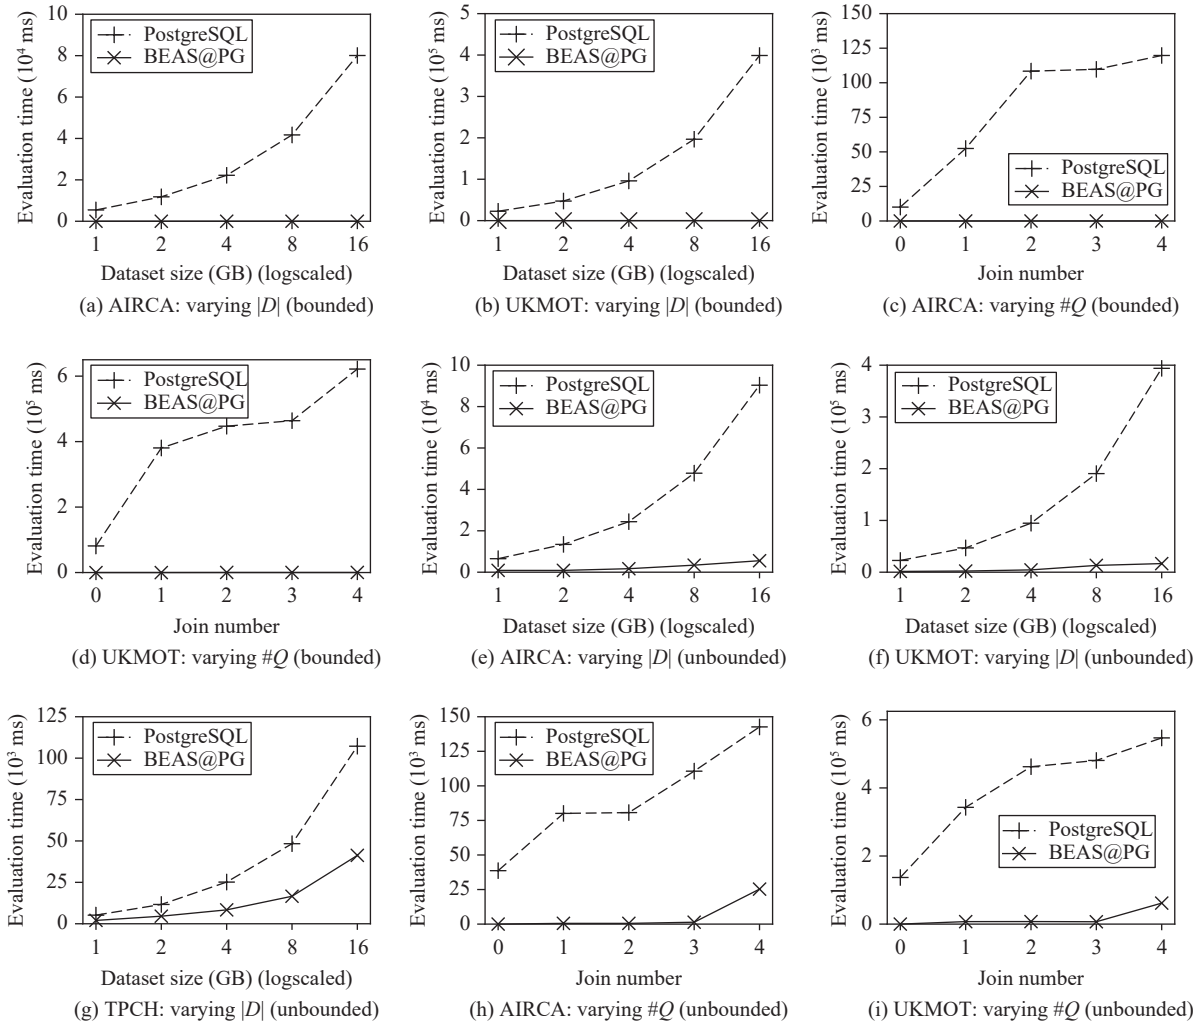 Evaluation time (10⁴ ms)
10
8
6
4
2
0
PostgreSQL
BEAS@PG
1 2 4 8 16
Dataset size (GB) (logscaled)
(a) AIRCA: varying |D| (bounded)
Evaluation time (10⁵ ms)
5
4
3
2
1
0
PostgreSQL
BEAS@PG
1 2 4 8 16
Dataset size (GB) (logscaled)
(b) UKMOT: varying |D| (bounded)
Evaluation time (10³ ms)
150
125
100
75
50
25
0
PostgreSQL
BEAS@PG
0 1 2 3 4
Join number
(c) AIRCA: varying #Q (bounded)
Evaluation time (10⁵ ms)
6
4
2
0
PostgreSQL
BEAS@PG
0 1 2 3 4
Join number
(d) UKMOT: varying #Q (bounded)
Evaluation time (10⁴ ms)
10
8
6
4
2
0
PostgreSQL
BEAS@PG
1 2 4 8 16
Dataset size (GB) (logscaled)
(e) AIRCA: varying |D| (unbounded)
Evaluation time (10⁵ ms)
4
3
2
1
0
PostgreSQL
BEAS@PG
1 2 4 8 16
Dataset size (GB) (logscaled)
(f) UKMOT: varying |D| (unbounded)
Evaluation time (10³ ms)
125
100
75
50
25
0
PostgreSQL
BEAS@PG
1 2 4 8 16
Dataset size (GB) (logscaled)
(g) TPCH: varying |D| (unbounded)
Evaluation time (10³ ms)
150
125
100
75
50
25
0
PostgreSQL
BEAS@PG
0 1 2 3 4
Join number
(h) AIRCA: varying #Q (unbounded)
Evaluation time (10⁵ ms)
6
4
2
0
PostgreSQL
BEAS@PG
0 1 2 3 4
Join number
(i) UKMOT: varying #Q (unbounded)